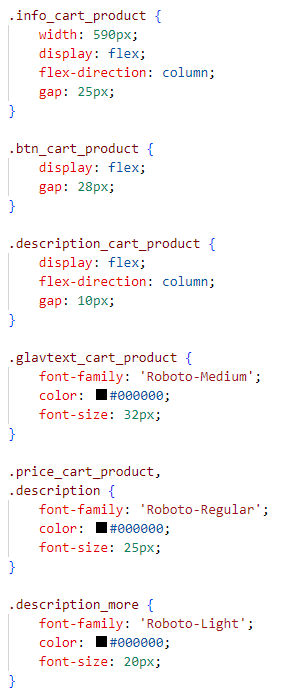 .info_cart_product {
    width: 590px;
    display: flex;
    flex-direction: column;
    gap: 25px;
}

.btn_cart_product {
    display: flex;
    gap: 28px;
}

.description_cart_product {
    display: flex;
    flex-direction: column;
    gap: 10px;
}

.glavtext_cart_product {
    font-family: 'Roboto-Medium';
    color: #000000;
    font-size: 32px;
}

.price_cart_product,
.description {
    font-family: 'Roboto-Regular';
    color: #000000;
    font-size: 25px;
}

.description_more {
    font-family: 'Roboto-Light';
    color: #000000;
    font-size: 20px;
}